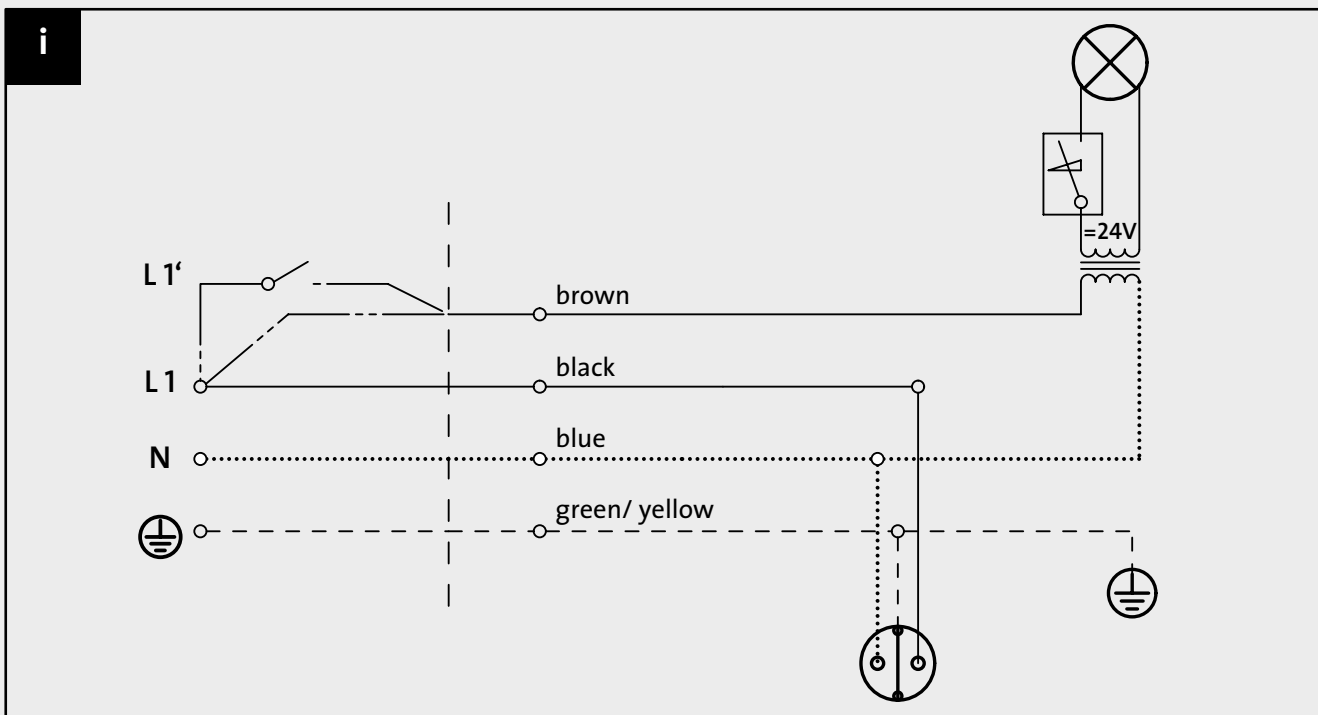 i
=24V
L 1‘
brown
L 1
black
N
blue
green/ yellow